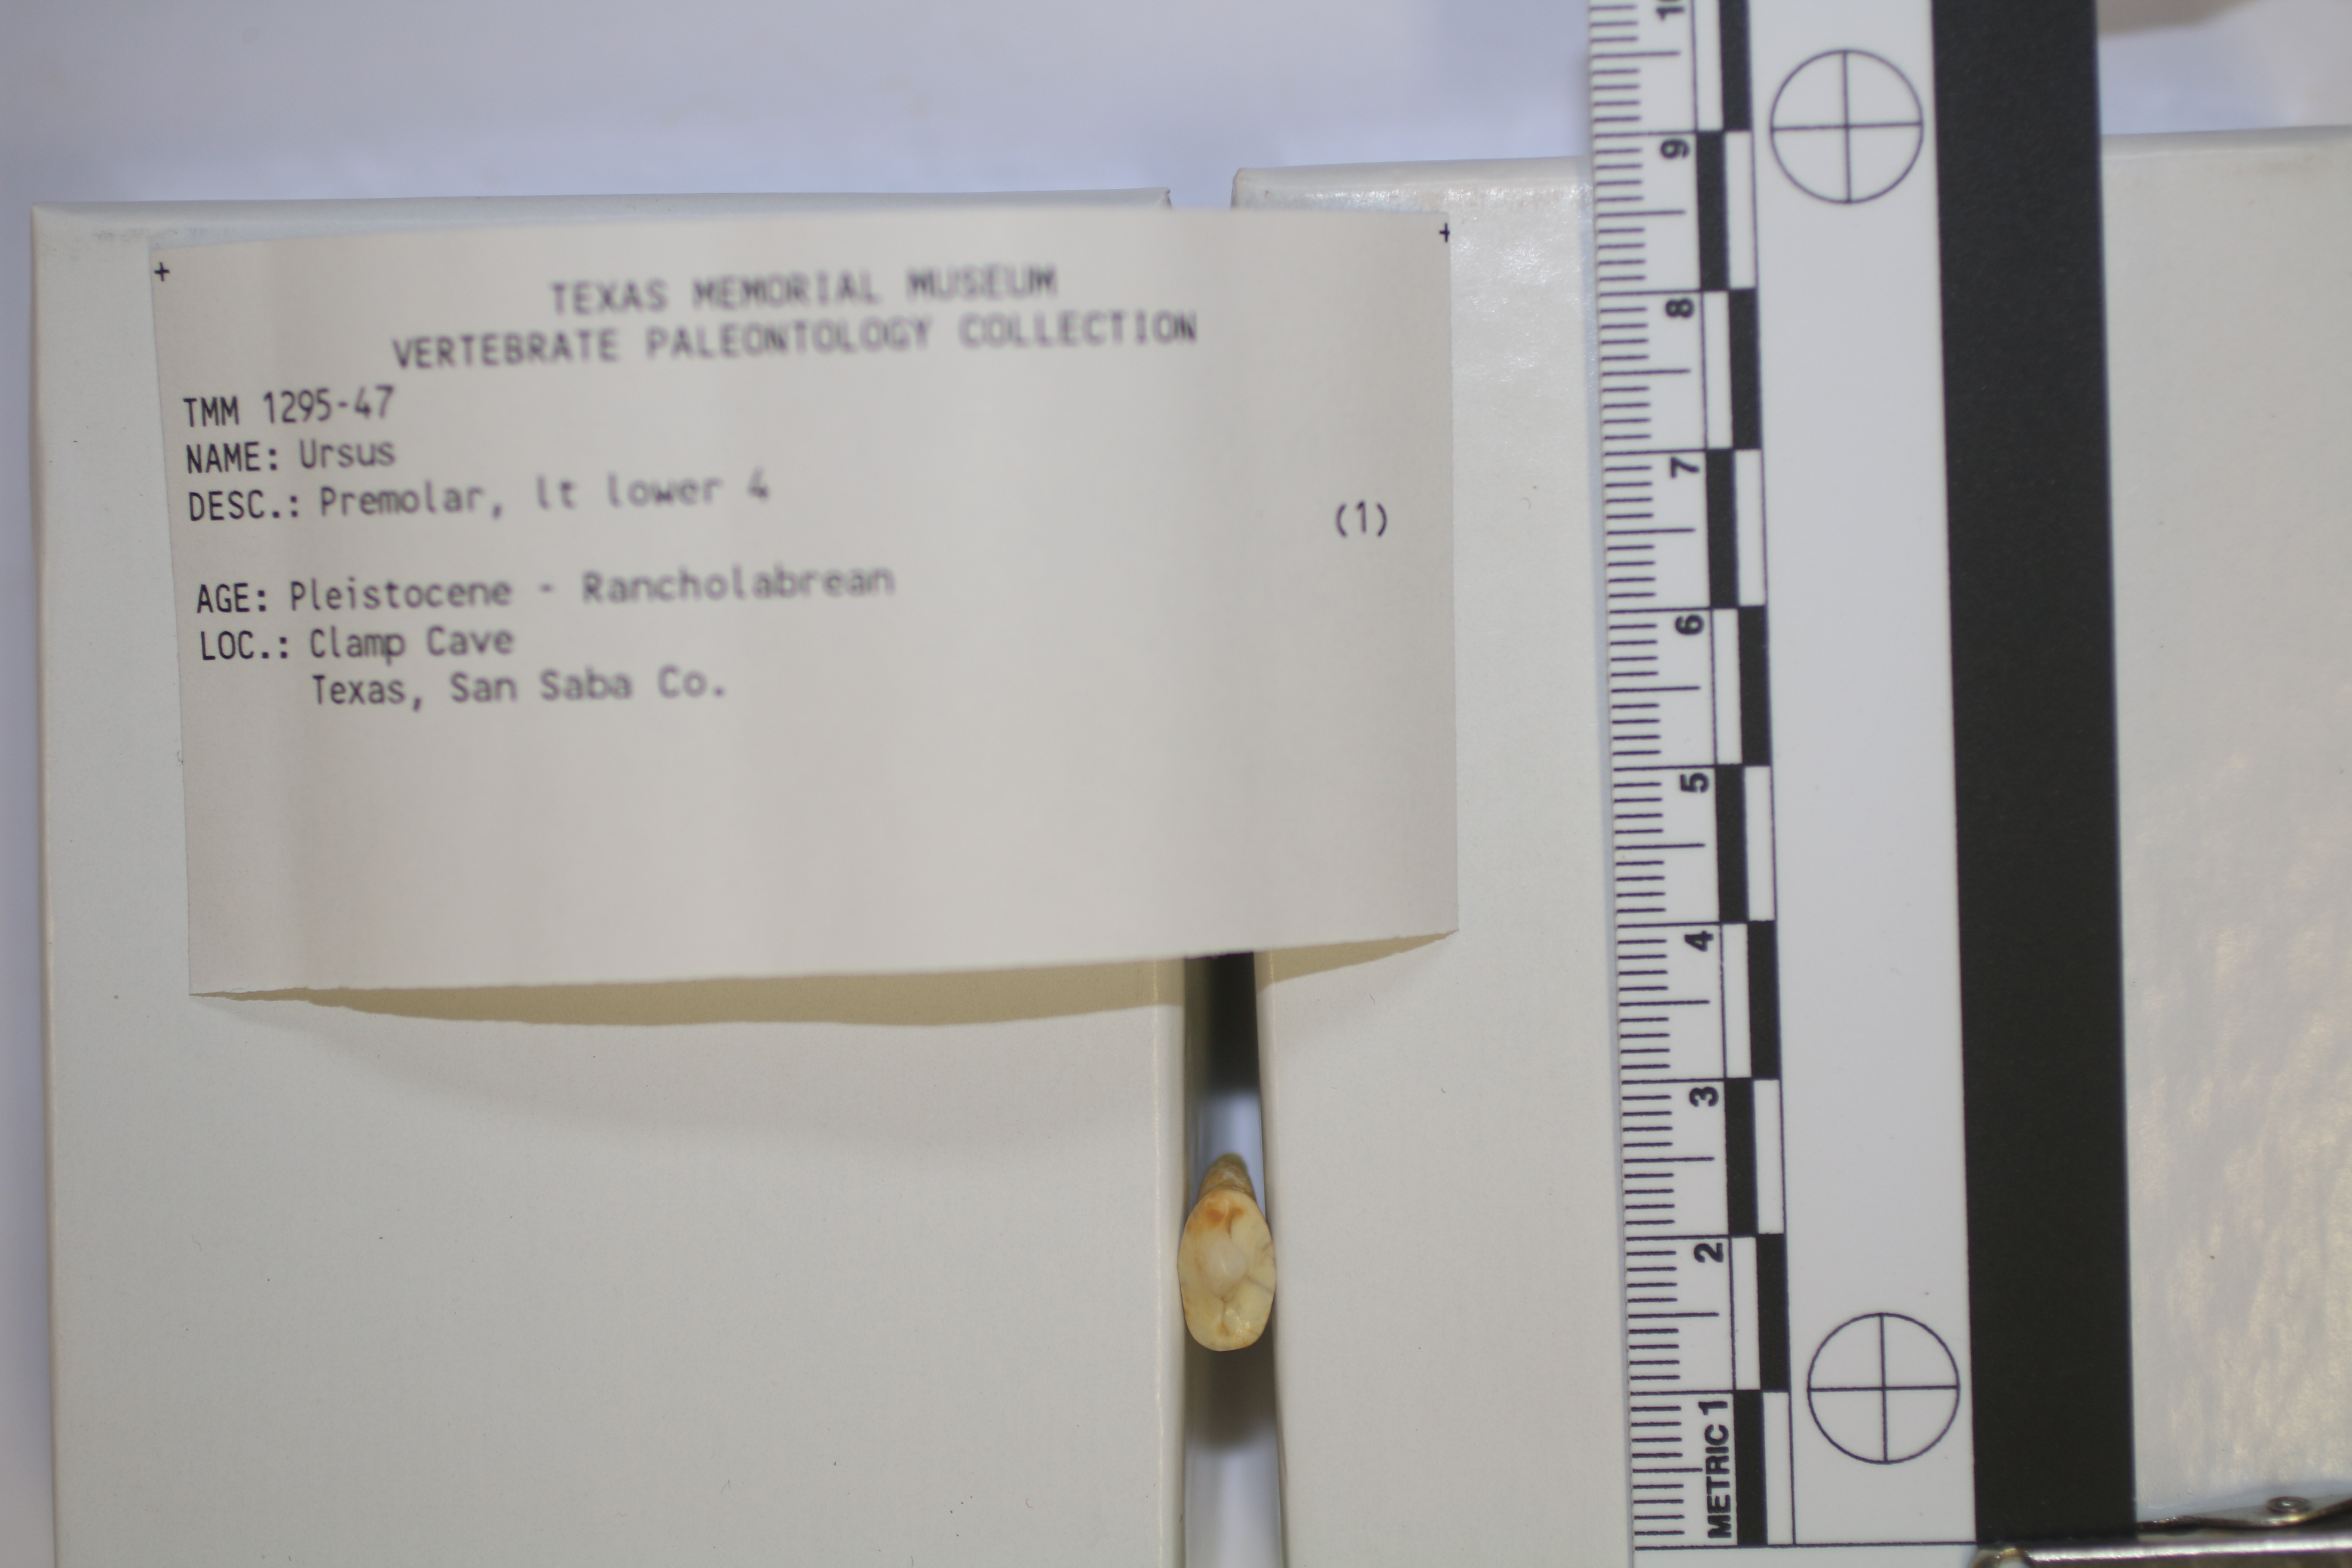 + +
TEXAS MEMORIAL MUSEUM
VERTEBRATE PALEONTOLOGY COLLECTION
TMM 1295-47
NAME: Ursus
DESC.: Premolar, lt lower 4 (1)
AGE: Pleistocene - Rancholabrean
LOC.: Clamp Cave
Texas, San Saba Co.
METRIC 1 2 3 4 5 6 7 8 9